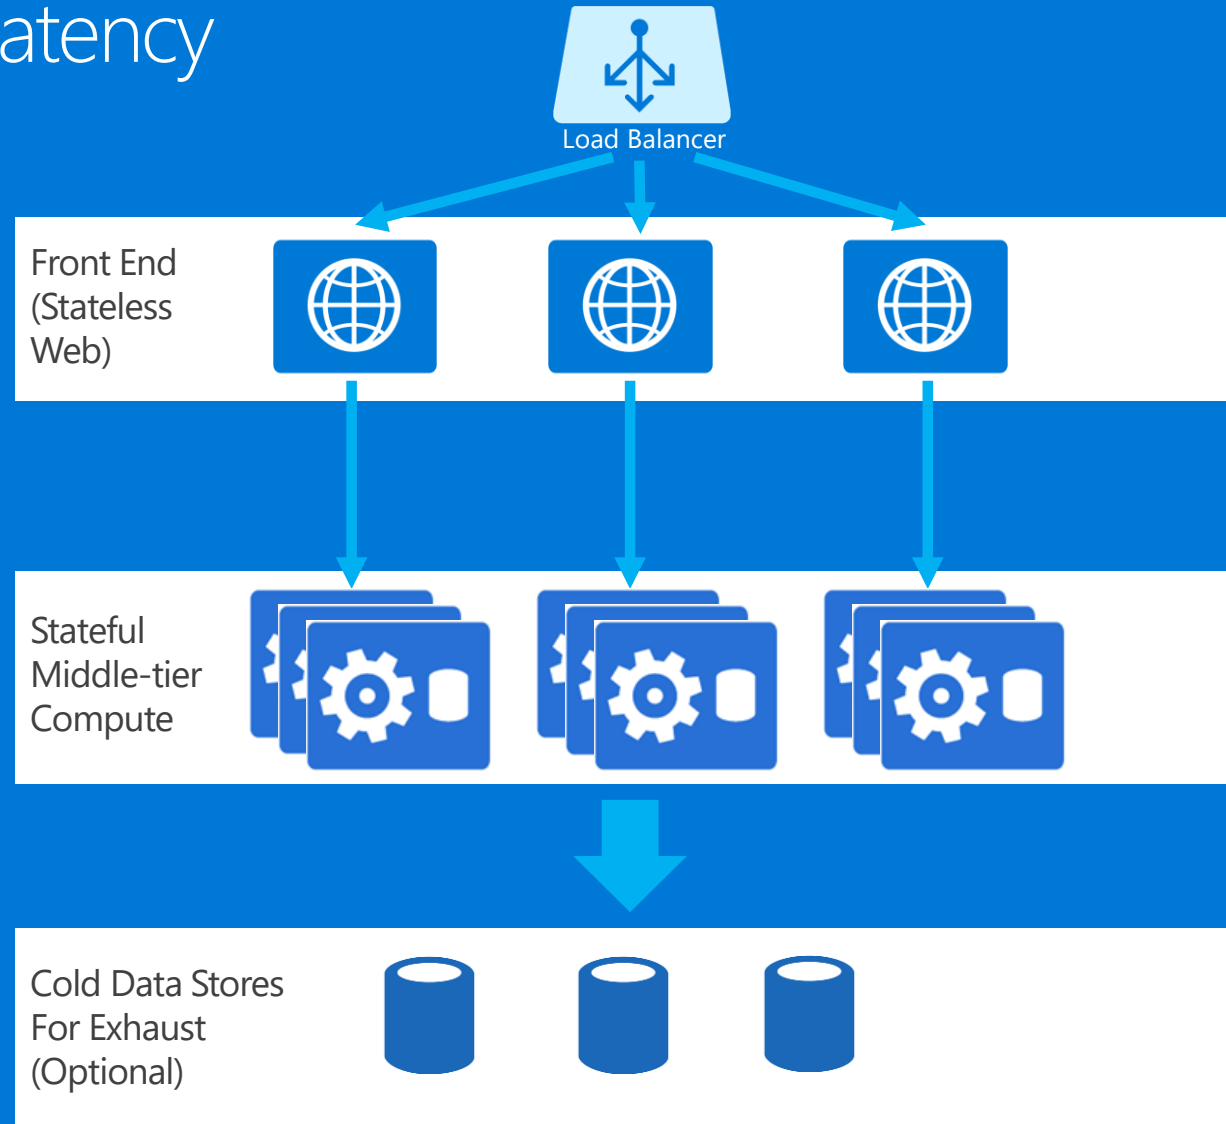 atency
Load Balancer
Front End
(Stateless
Web)
Stateful
Middle-tier
Compute
Cold Data Stores
For Exhaust
(Optional)